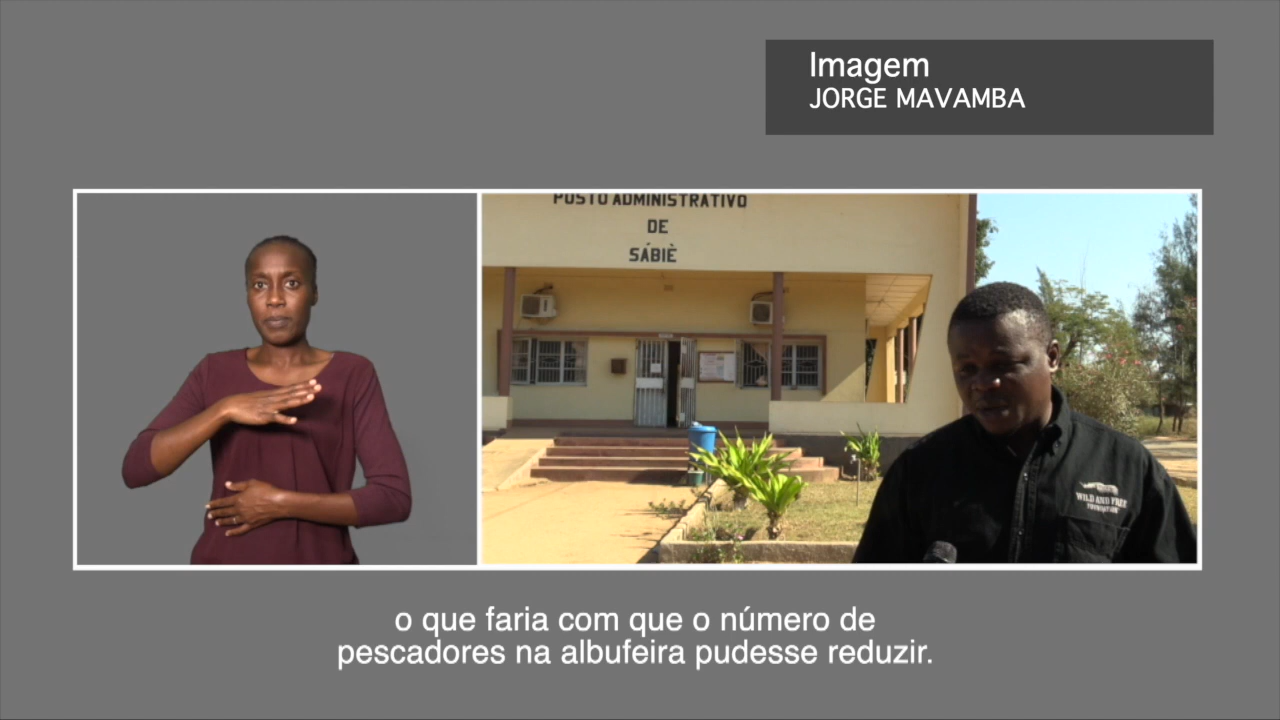 Imagem
JORGE MAVAMBA
POSTO ADMINISTRATIVO
DE
SÁBIÈ
WILD AND FREE
FOUNDATION
o que faria com que o número de
pescadores na albufeira pudesse reduzir.